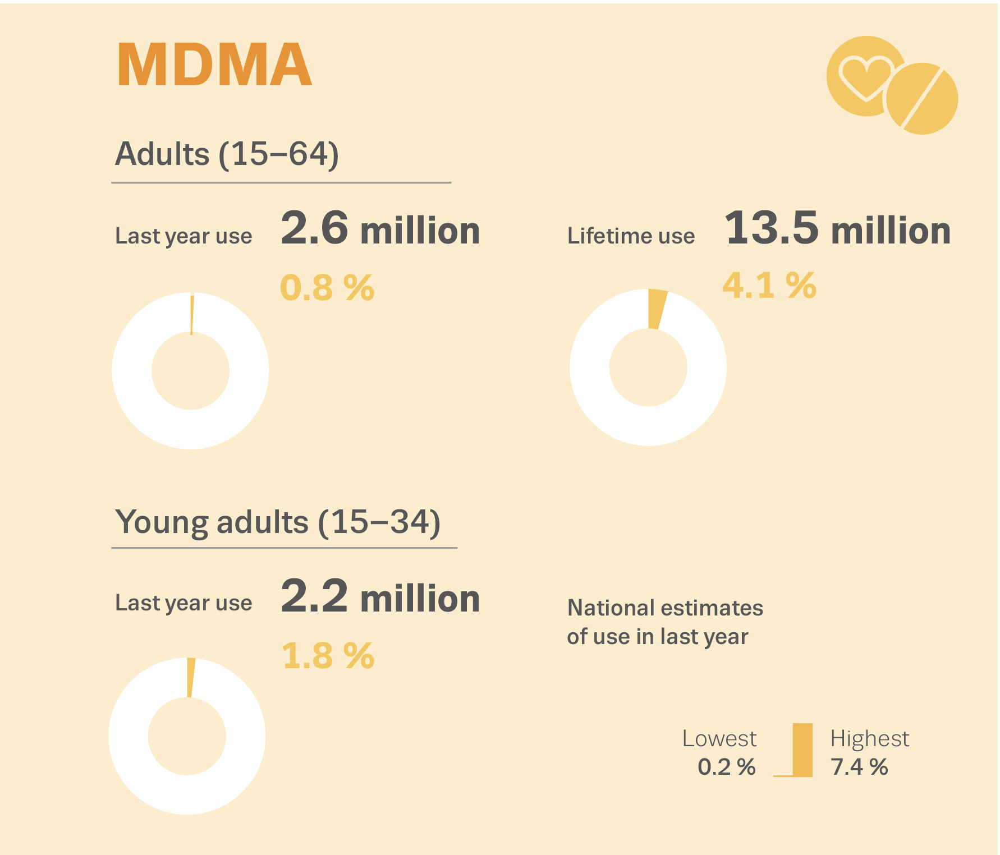 MDMA
Adults (15–64)
Last year use 2.6 million
0.8 %
Lifetime use 13.5 million
4.1 %
Young adults (15–34)
Last year use 2.2 million
1.8 %
National estimates
of use in last year
Lowest
0.2 %
Highest
7.4 %